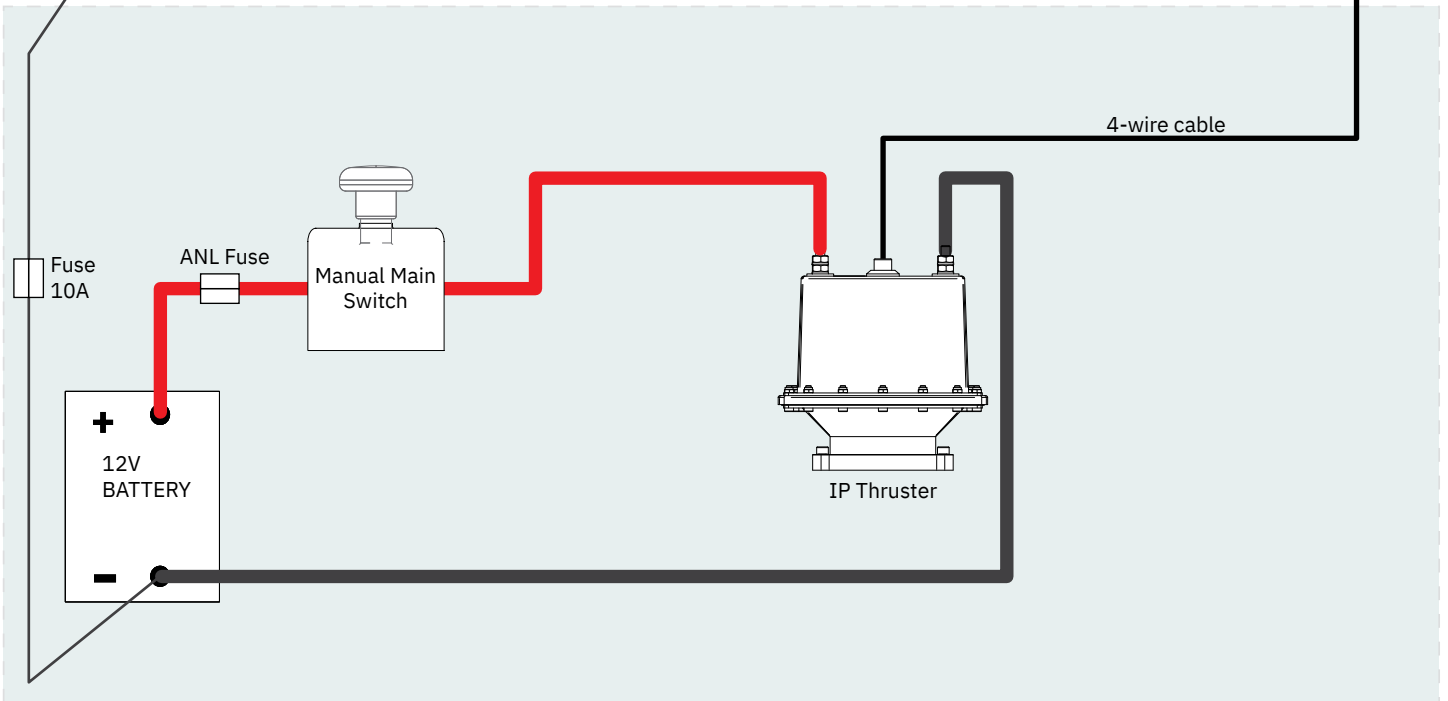 4-wire cable
ANL Fuse
Fuse
10A
Manual Main
Switch
+
12V
BATTERY
-
IP Thruster